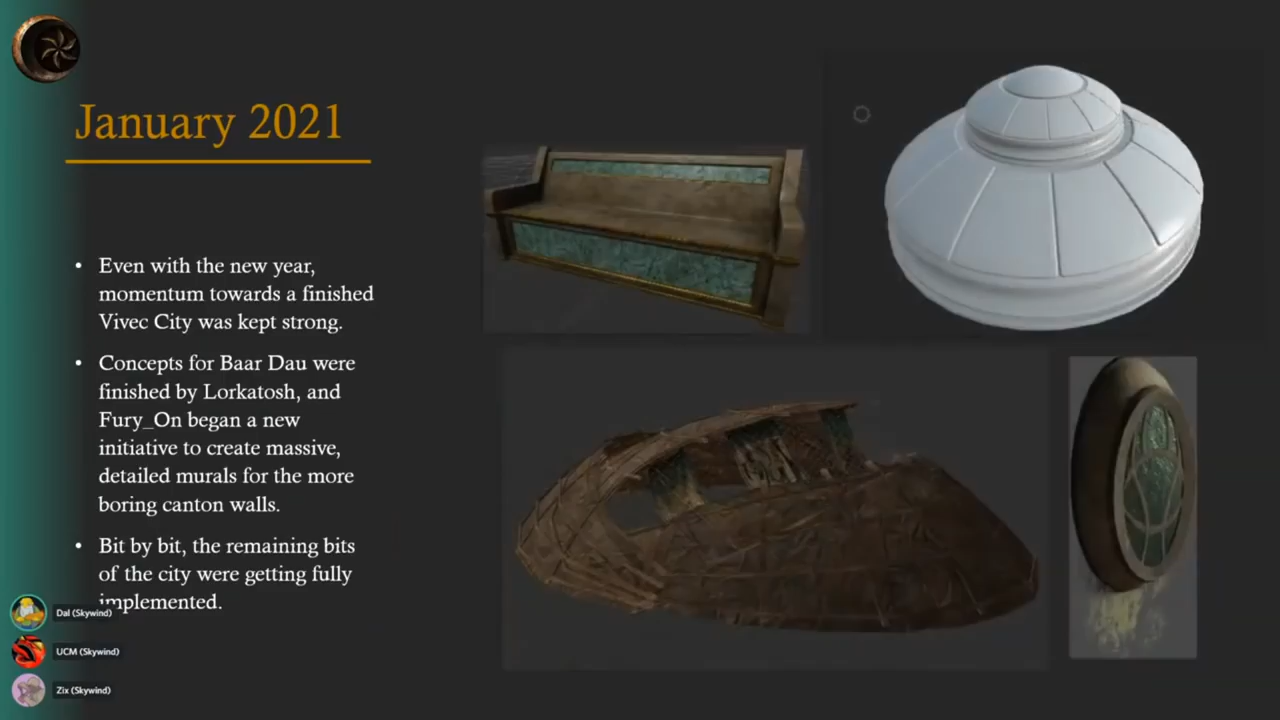 January 2021
• Even with the new year,
momentum towards a finished
Vivec City was kept strong.
• Concepts for Baar Dau were
finished by Lorkatosh, and
Fury_On began a new
initiative to create massive,
detailed murals for the more
boring canton walls.
• Bit by bit, the remaining bits
of the city were getting fully
implemented.
Dal (Skywind)
UCM (Skywind)
Zix (Skywind)